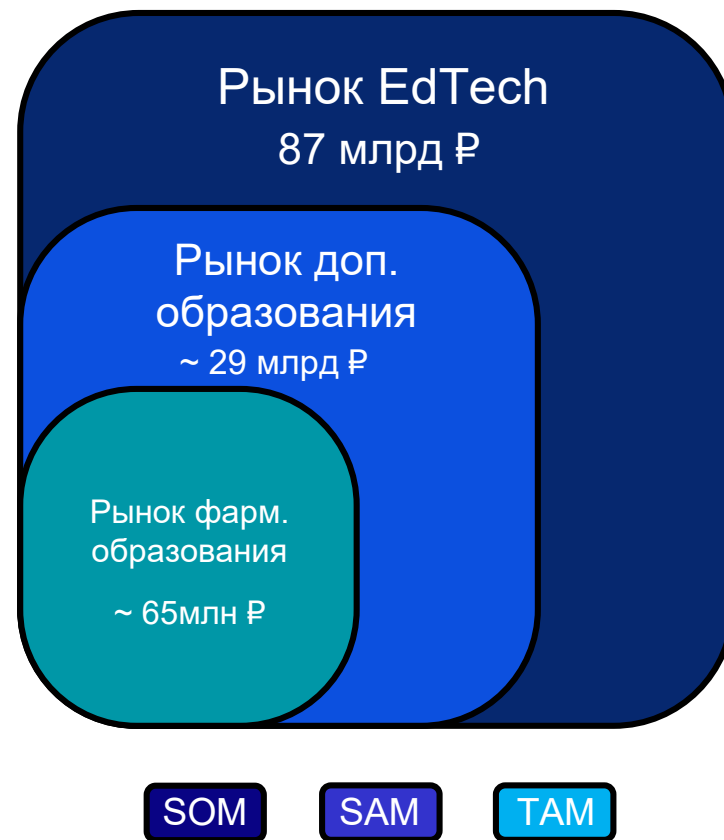 Рынок EdTech
87 млрд ₽
Рынок доп.
образования
~ 29 млрд ₽
Рынок фарм.
образования
~ 65млн ₽
SOM
SAM
TAM